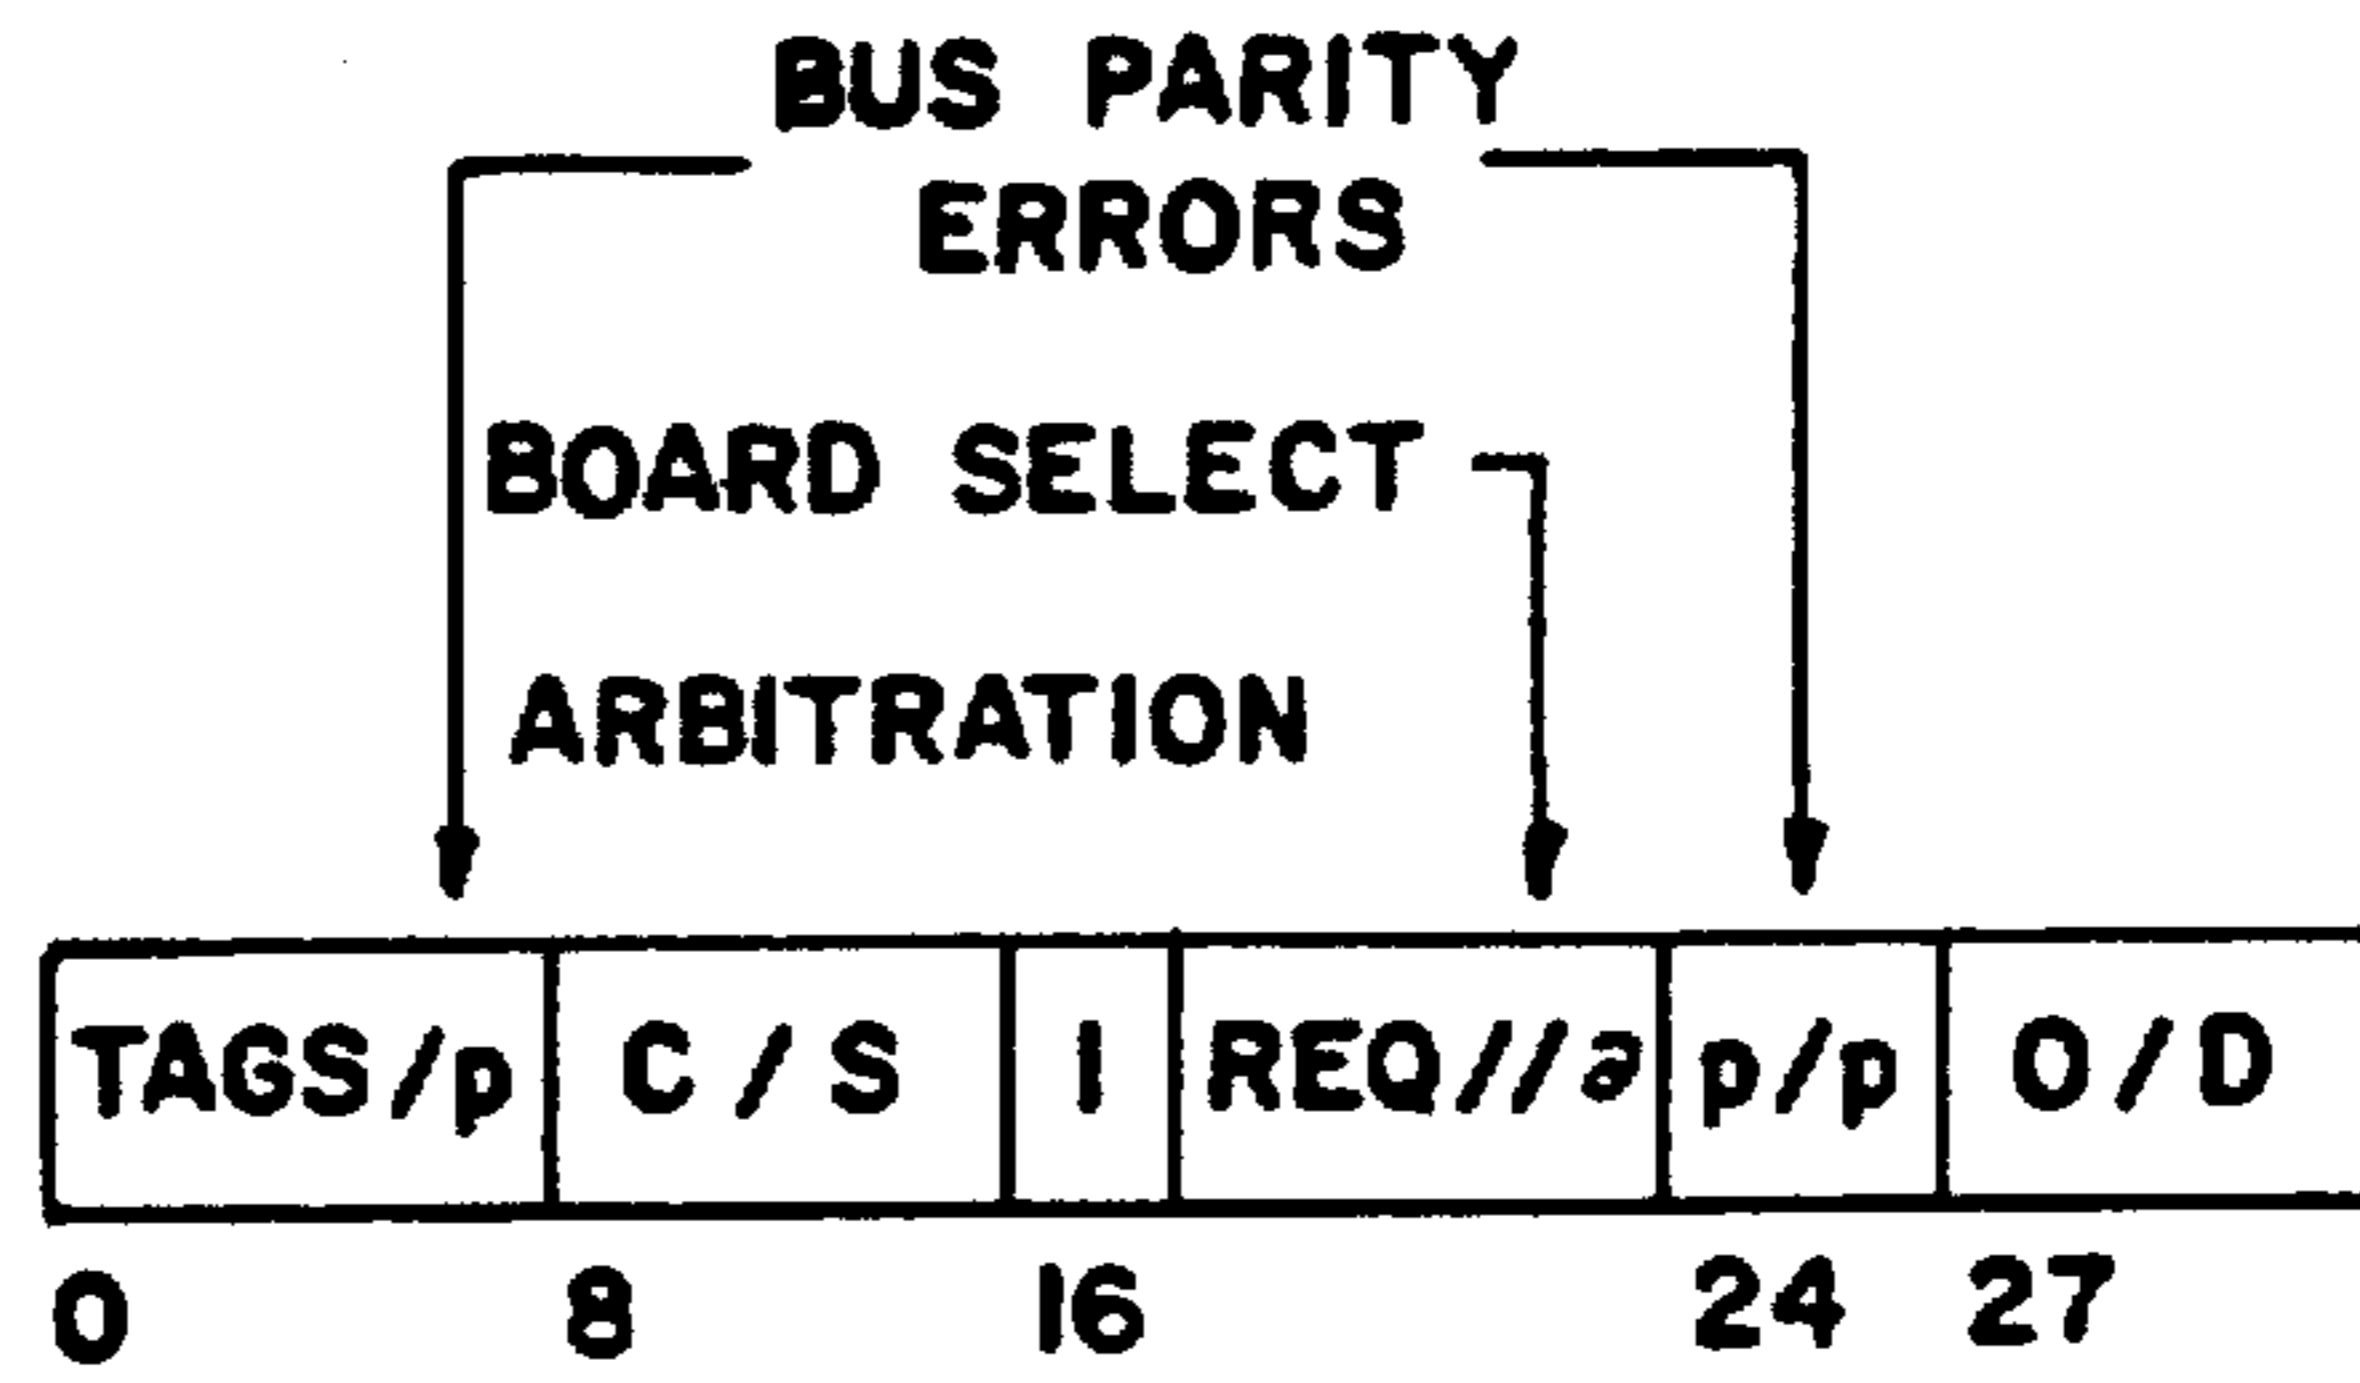 BUS PARITY
ERRORS
BOARD SELECT
ARBITRATION
TAGS/p C/S I REQ//a p/p O/D
0 8 16 24 27